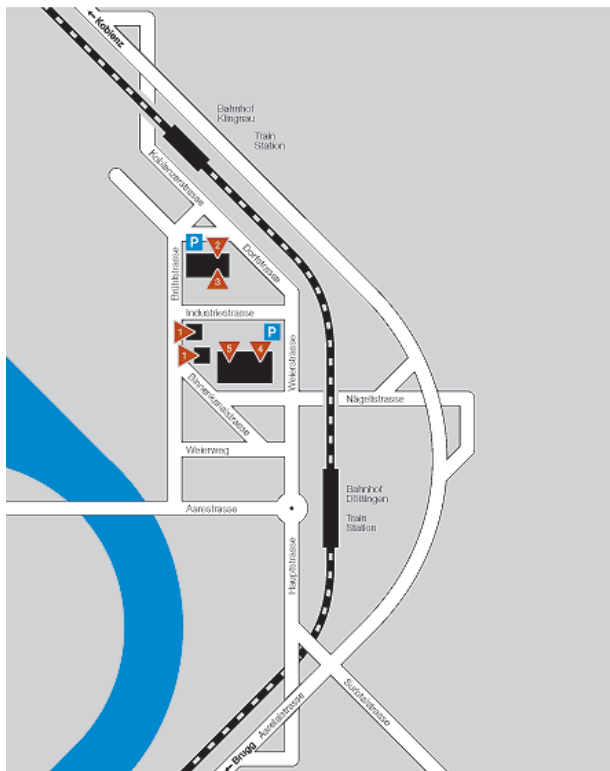 Koblenz
Bahnhof
Klingnau
Train
Station
Koblenzerstrasse
P
2
Dorfstrasse
3
Brühlstrasse
Industriestrasse
1
P
1
5
4
Weierstrasse
Binnenkanalstrasse
Nägelistrasse
Weierweg
Bahnhof
Döttingen
Train
Station
Aarestrasse
Hauptstrasse
Surbtalstrasse
Aaretalstrasse
Brugg